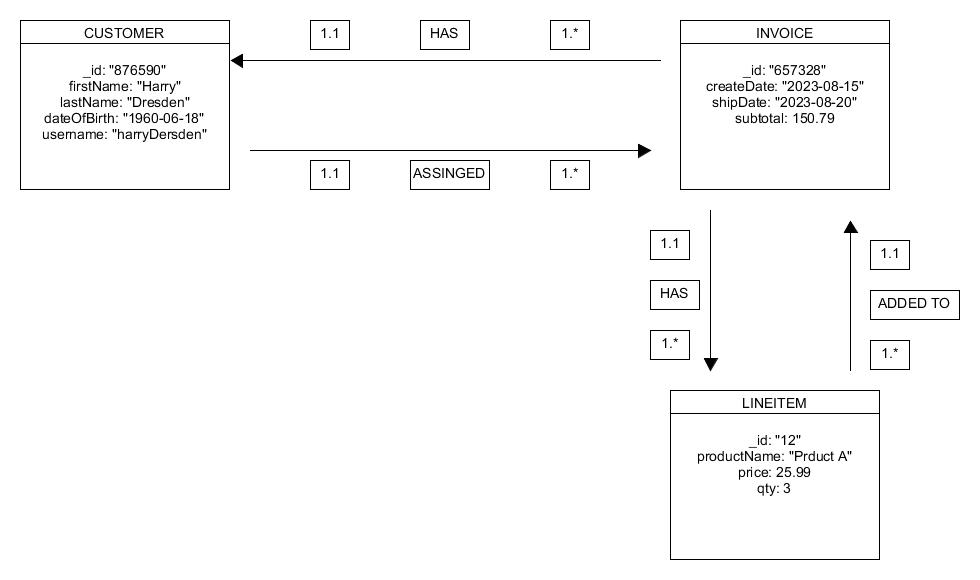 CUSTOMER
_id: "876590"
firstName: "Harry"
lastName: "Dresden"
dateOfBirth: "1960-06-18"
username: "harryDersden"
1.1
HAS
1.*
1.1
ASSINGED
1.*
INVOICE
_id: "657328"
createDate: "2023-08-15"
shipDate: "2023-08-20"
subtotal: 150.79
1.1
HAS
1.*
1.1
ADDED TO
1.*
LINEITEM
_id: "12"
productName: "Prduct A"
price: 25.99
qty: 3